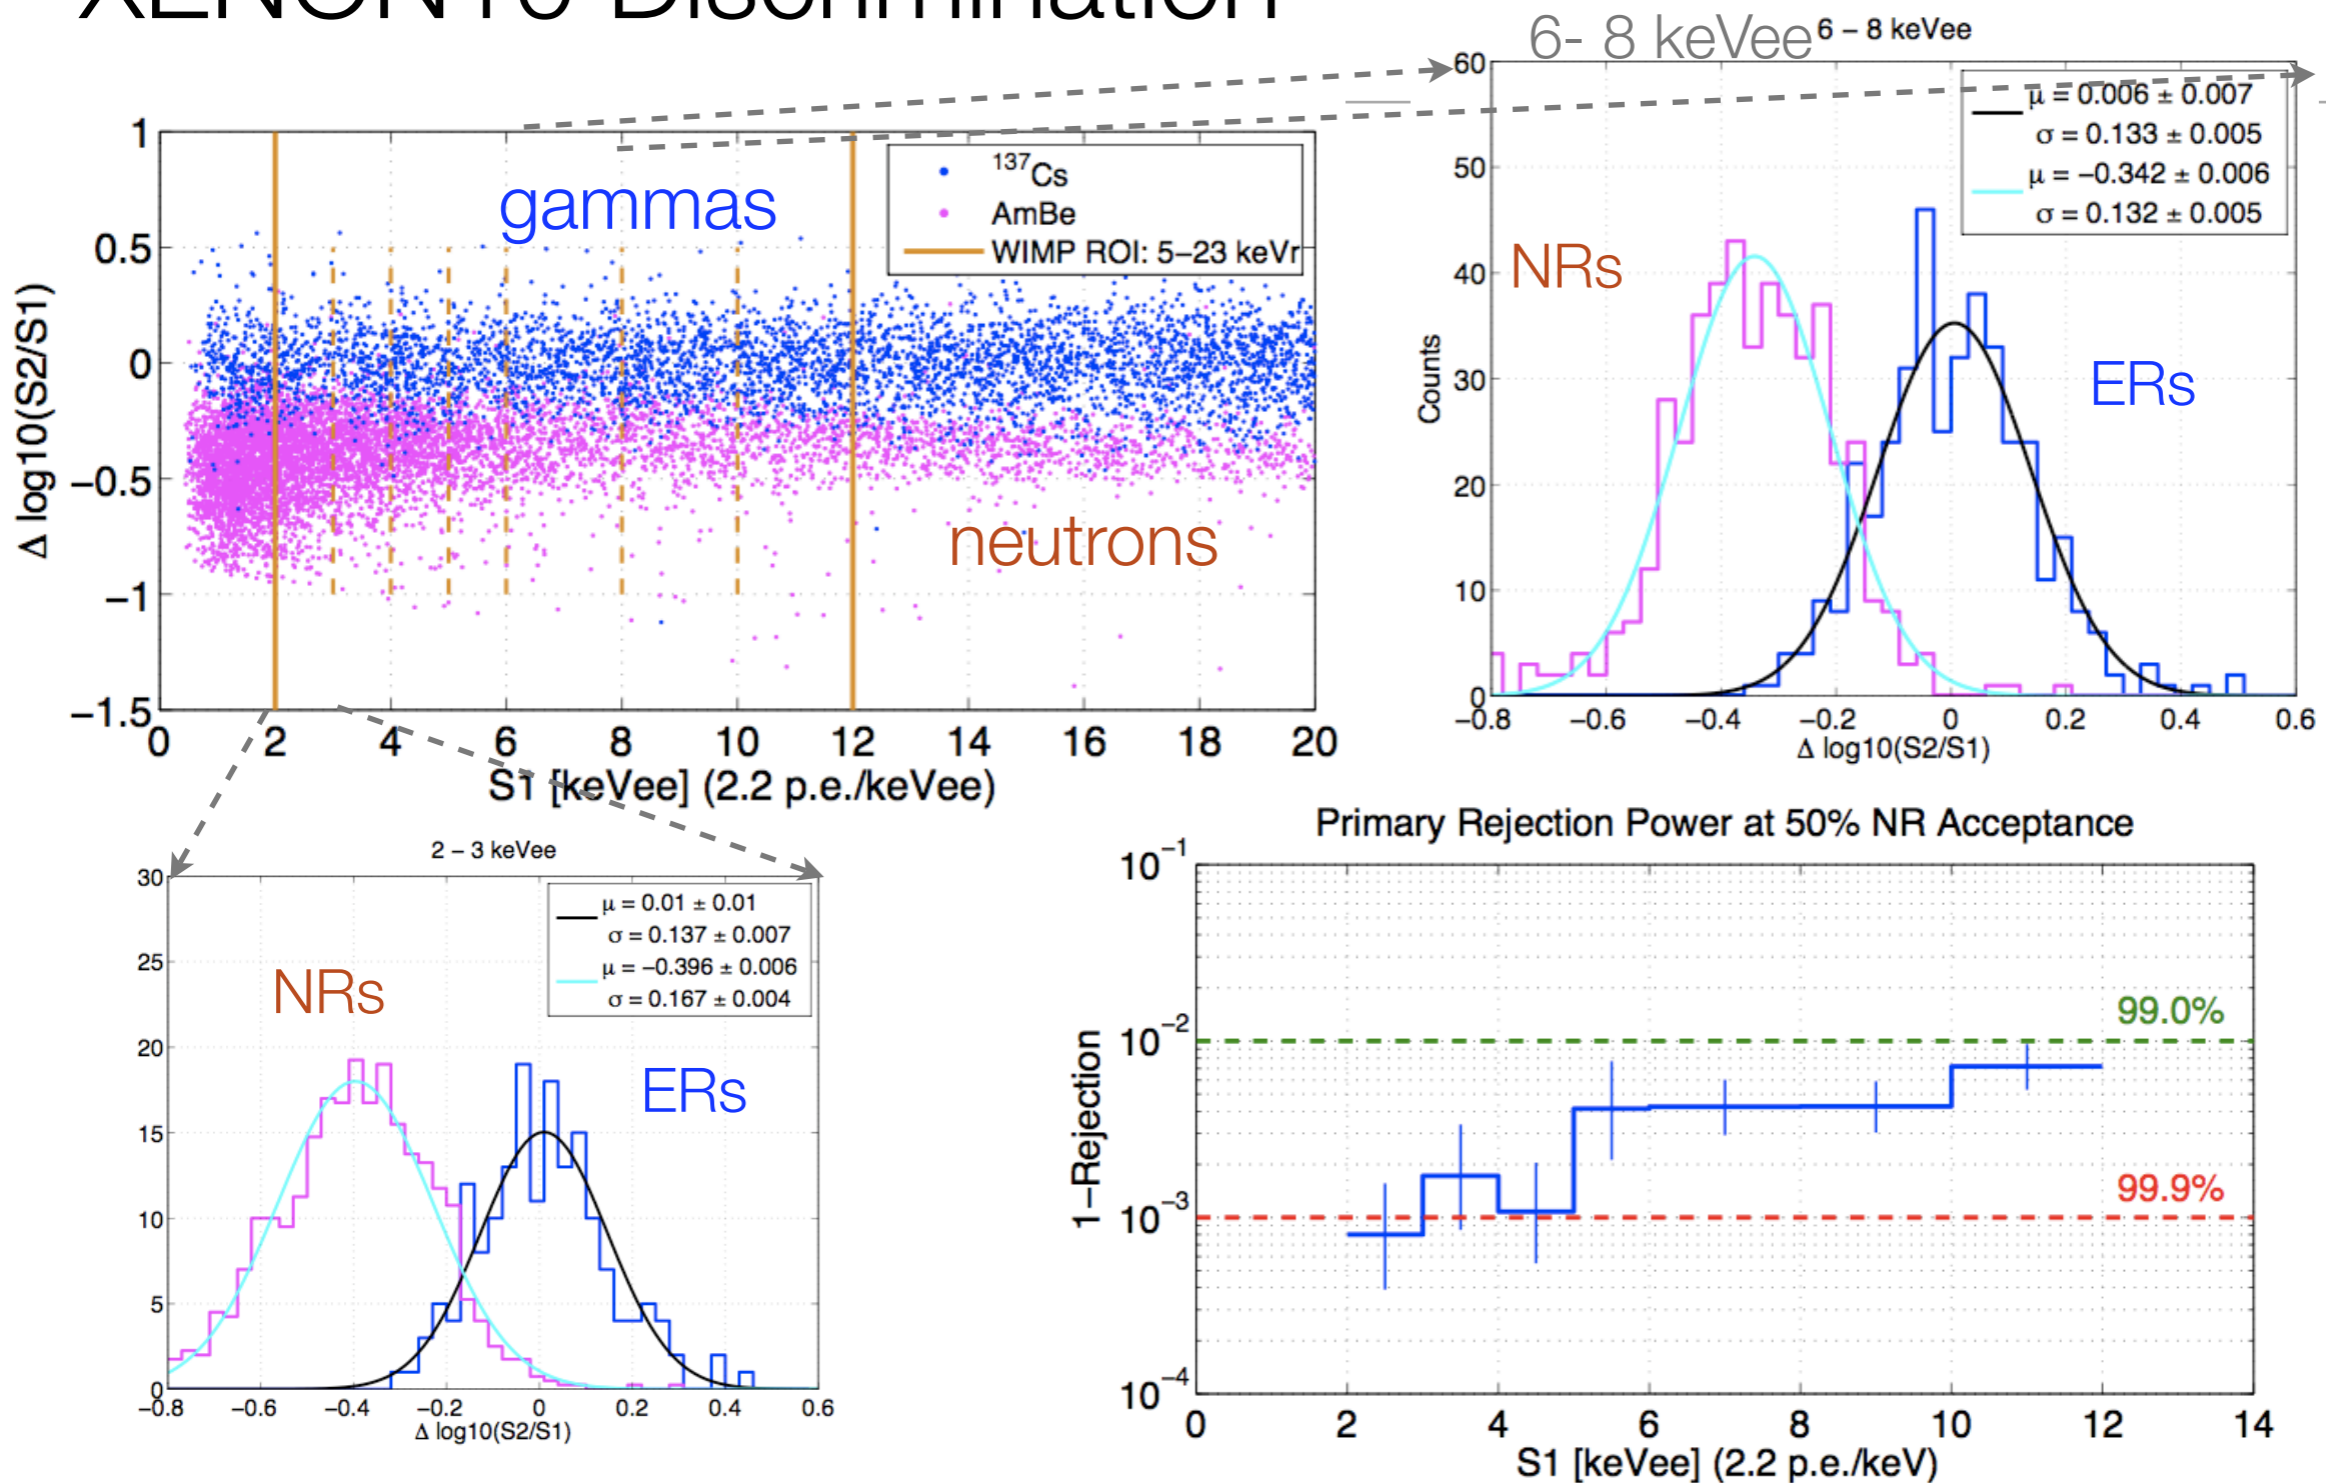 XENON10 Discrimination
6- 8 keVee
6 – 8 keVee
1
0.5
0
−0.5
−1
−1.5
Δ log10(S2/S1)
gammas
neutrons
137Cs
AmBe
WIMP ROI: 5−23 keVr
0 2 4 6 8 10 12 14 16 18 20
S1 [keVee] (2.2 p.e./keVee)
60
50
40
30
20
10
0
Counts
NRs
ERs
μ = 0.006 ± 0.007
σ = 0.133 ± 0.005
μ = −0.342 ± 0.006
σ = 0.132 ± 0.005
−0.8 −0.6 −0.4 −0.2 0 0.2 0.4 0.6
Δ log10(S2/S1)
2 – 3 keVee
30
25
20
15
10
5
0
NRs
ERs
μ = 0.01 ± 0.01
σ = 0.137 ± 0.007
μ = −0.396 ± 0.006
σ = 0.167 ± 0.004
−0.8 −0.6 −0.4 −0.2 0 0.2 0.4 0.6
Δ log10(S2/S1)
Primary Rejection Power at 50% NR Acceptance
10−1
10−2
10−3
10−4
1−Rejection
99.0%
99.9%
0 2 4 6 8 10 12 14
S1 [keVee] (2.2 p.e./keV)